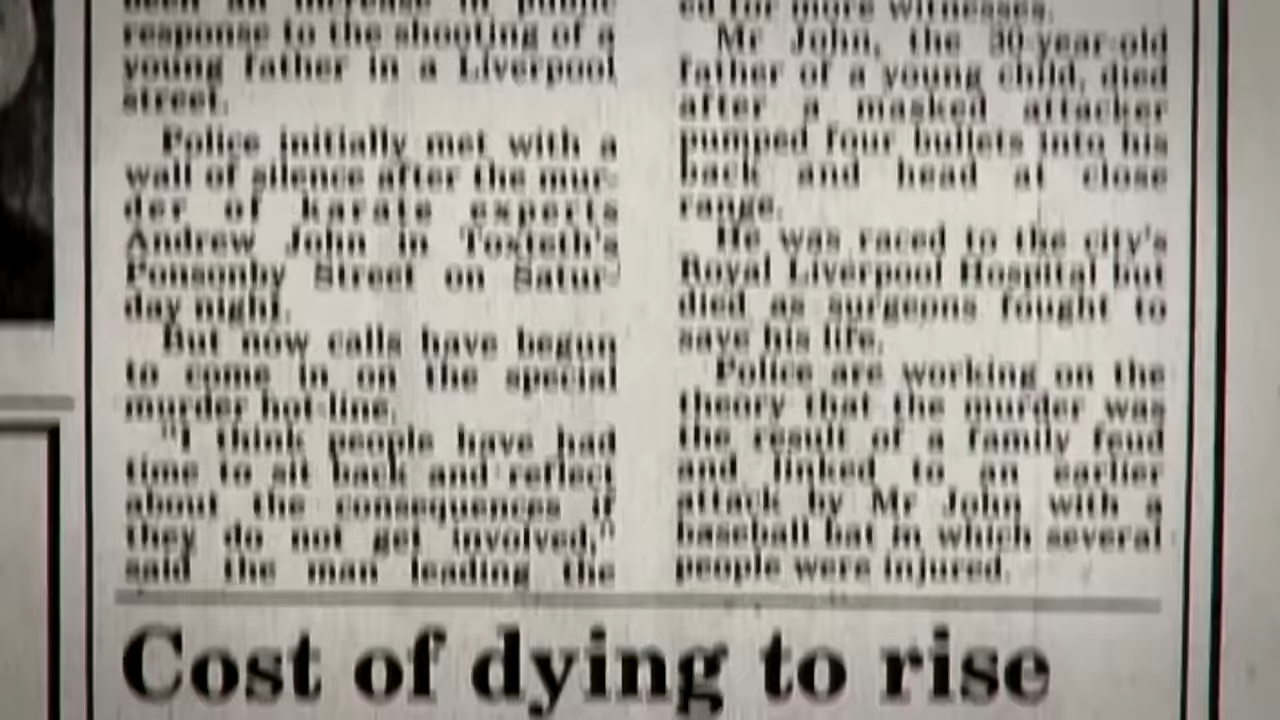 been an increase in public
response to the shooting of a
young father in a Liverpool
street.
Police initially met with a
wall of silence after the mur-
der of karate experts
Andrew John in Toxteth's
Ponsonby Street on Satur-
day night.
But now calls have begun
to come in on the special
murder hot-line.
"I think people have had
time to sit back and reflect
about the consequences if
they do not get involved,"
said the man leading the
ed for more witnesses.
Mr John, the 30-year-old
father of a young child, died
after a masked attacker
pumped four bullets into his
back and head at close
range.
He was raced to the city's
Royal Liverpool Hospital but
died as surgeons fought to
save his life.
Police are working on the
theory that the murder was
the result of a family feud
and linked to an earlier
attack by Mr John with a
baseball bat in which several
people were injured.
Cost of dying to rise